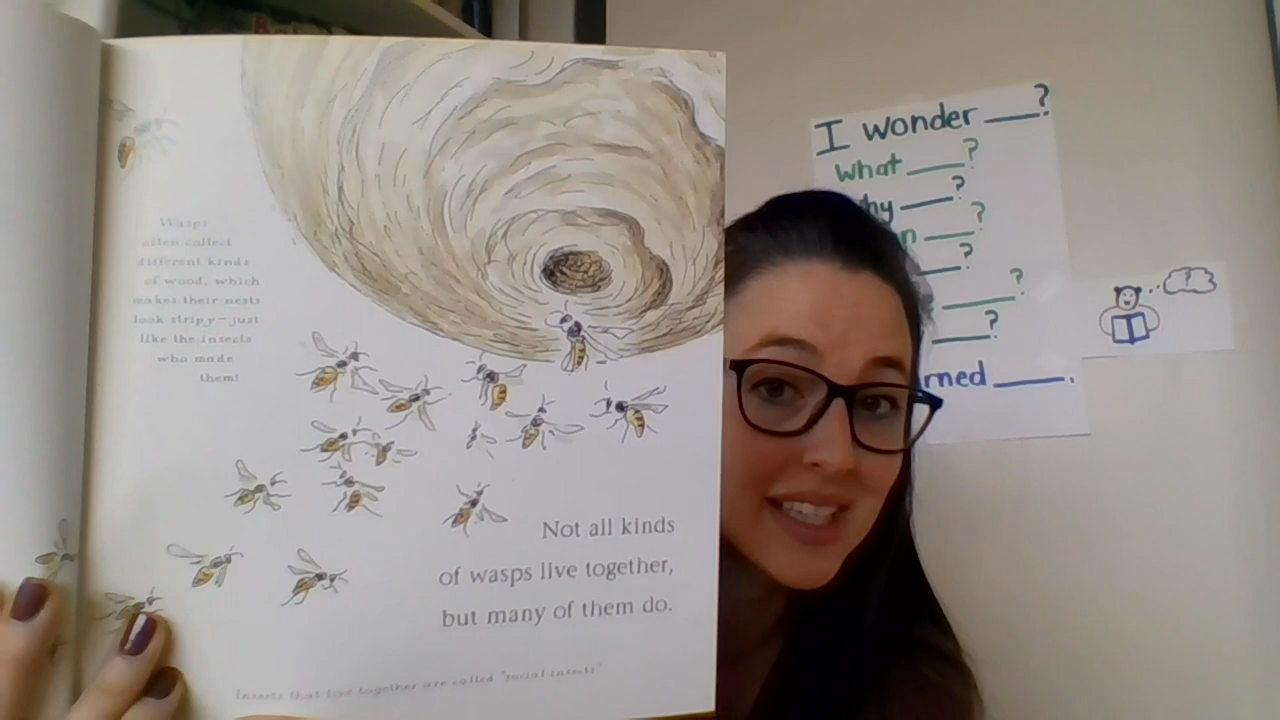 Wasps
often collect
different kinds
of wood, which
makes their nests
look stripy—just
like the insects
who made
them!
Not all kinds
of wasps live together,
but many of them do.
Insects that live together are called "social insects"
I wonder ___?
What ___?
hy ___?
n ___?
___?
___?
___?
rned ___.
?